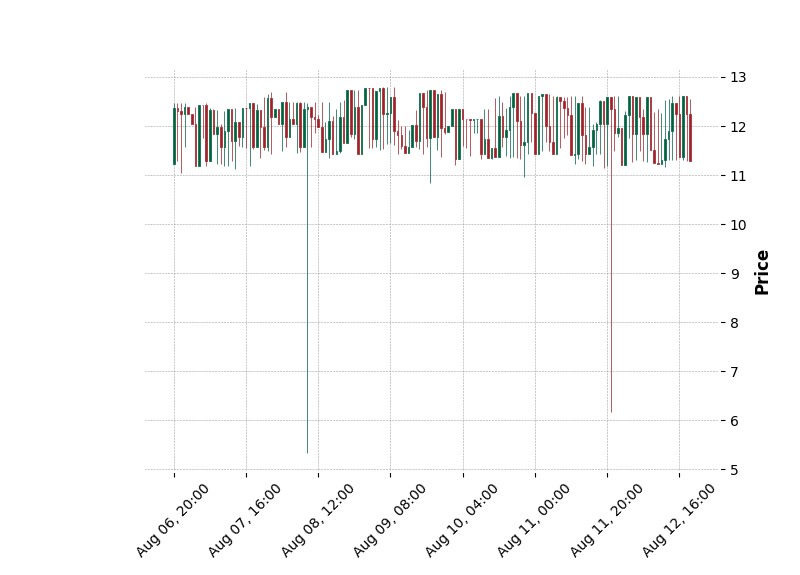 13
12
11
10
9
8
7
6
5
Price
Aug 06, 20:00
Aug 07, 16:00
Aug 08, 12:00
Aug 09, 08:00
Aug 10, 04:00
Aug 11, 00:00
Aug 11, 20:00
Aug 12, 16:00